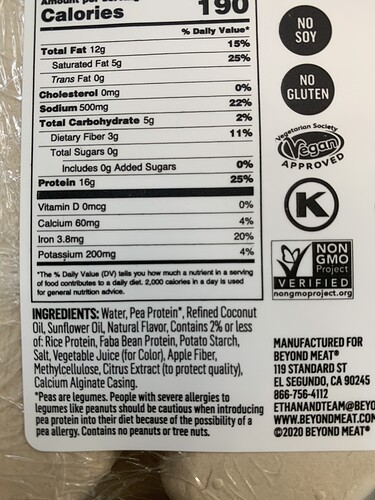 Amount per serving
Calories 190
% Daily Value*
Total Fat 12g 15%
Saturated Fat 5g 25%
Trans Fat 0g
Cholesterol 0mg 0%
Sodium 500mg 22%
Total Carbohydrate 5g 2%
Dietary Fiber 3g 11%
Total Sugars 0g
Includes 0g Added Sugars 0%
Protein 16g 25%
Vitamin D 0mcg 0%
Calcium 60mg 4%
Iron 3.8mg 20%
Potassium 200mg 4%
*The % Daily Value (DV) tells you how much a nutrient in a serving
of food contributes to a daily diet. 2,000 calories in a day is used
for general nutrition advice.
INGREDIENTS: Water, Pea Protein*, Refined Coconut
Oil, Sunflower Oil, Natural Flavor, Contains 2% or less
of: Rice Protein, Faba Bean Protein, Potato Starch,
Salt, Vegetable Juice (for Color), Apple Fiber,
Methylcellulose, Citrus Extract (to protect quality),
Calcium Alginate Casing.
*Peas are legumes. People with severe allergies to
legumes like peanuts should be cautious when introducing
pea protein into their diet because of the possibility of a
pea allergy. Contains no peanuts or tree nuts.
NO
SOY
NO
GLUTEN
Vegetarian Society
Vegan
APPROVED
K
NON
GMO
Project
VERIFIED
nongmoproject.org
MANUFACTURED FOR
BEYOND MEAT®
119 STANDARD ST
EL SEGUNDO, CA 90245
866-756-4112
ETHANANDTEAM@BEYO
WWW.BEYONDMEAT.COM
©2020 BEYOND MEAT®